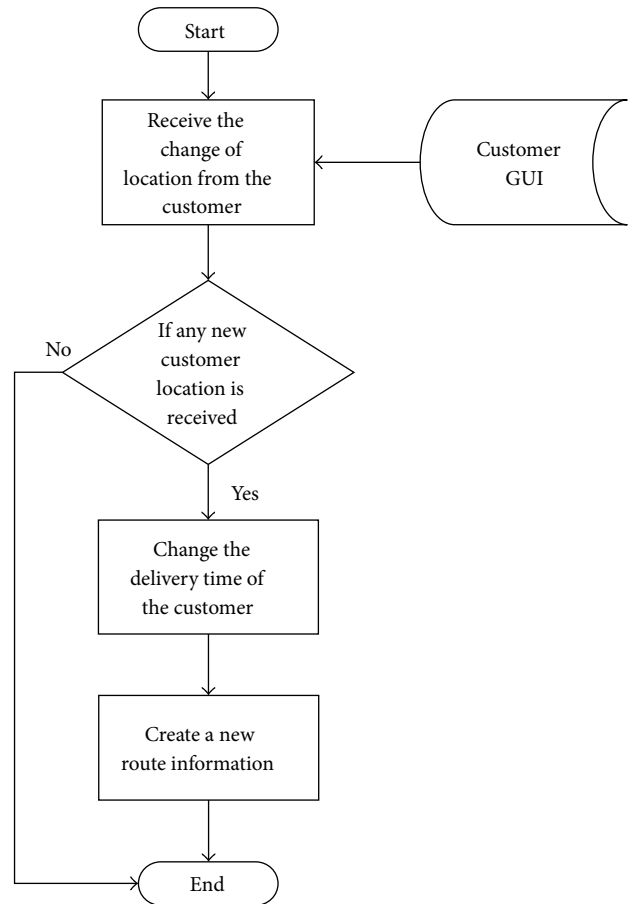 Start
Receive the
change of
location from the
customer
Customer
GUI
If any new
customer
location is
received
No
Yes
Change the
delivery time of
the customer
Create a new
route information
End